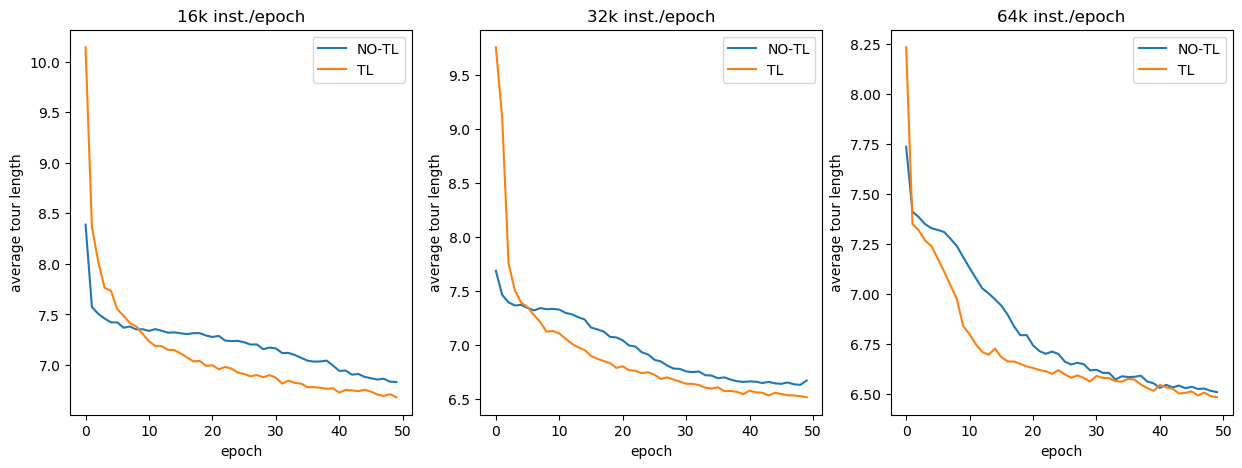 16k inst./epoch
NO-TL
TL
10.0
9.5
9.0
8.5
8.0
7.5
7.0
average tour length
0
10
20
30
40
50
epoch
32k inst./epoch
NO-TL
TL
9.5
9.0
8.5
8.0
7.5
7.0
6.5
average tour length
0
10
20
30
40
50
epoch
64k inst./epoch
NO-TL
TL
8.25
8.00
7.75
7.50
7.25
7.00
6.75
6.50
average tour length
0
10
20
30
40
50
epoch